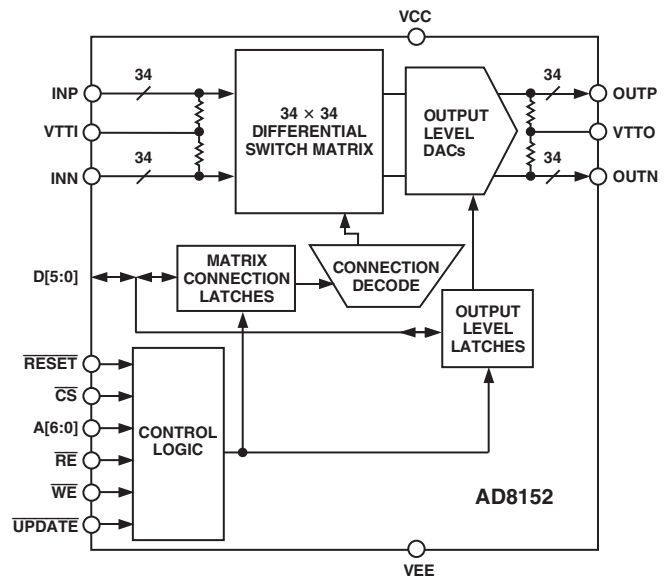 VCC
INP
34
VTTI
34
INN
34 × 34
DIFFERENTIAL
SWITCH MATRIX
OUTPUT
LEVEL
DACs
34
OUTP
VTTO
34
OUTN
D[5:0]
MATRIX
CONNECTION
LATCHES
CONNECTION
DECODE
OUTPUT
LEVEL
LATCHES
RESET
CS
A[6:0]
RE
WE
UPDATE
CONTROL
LOGIC
AD8152
VEE